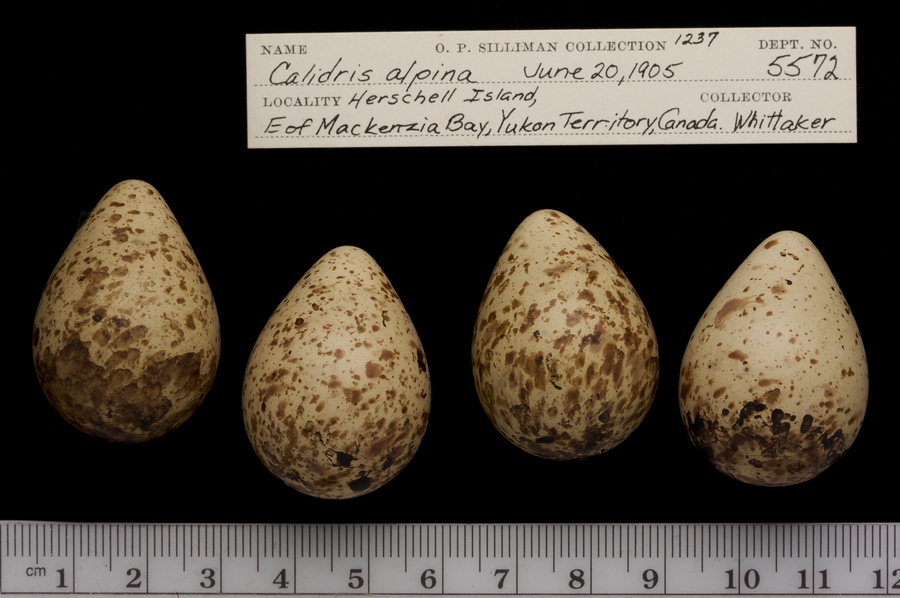 NAME O. P. SILLIMAN COLLECTION 1237 DEPT. NO.
Calidris alpina June 20, 1905 5572
LOCALITY Herschell Island, COLLECTOR
E of Mackenzia Bay, Yukon Territory, Canada. Whittaker
cm 1 2 3 4 5 6 7 8 9 10 11 12